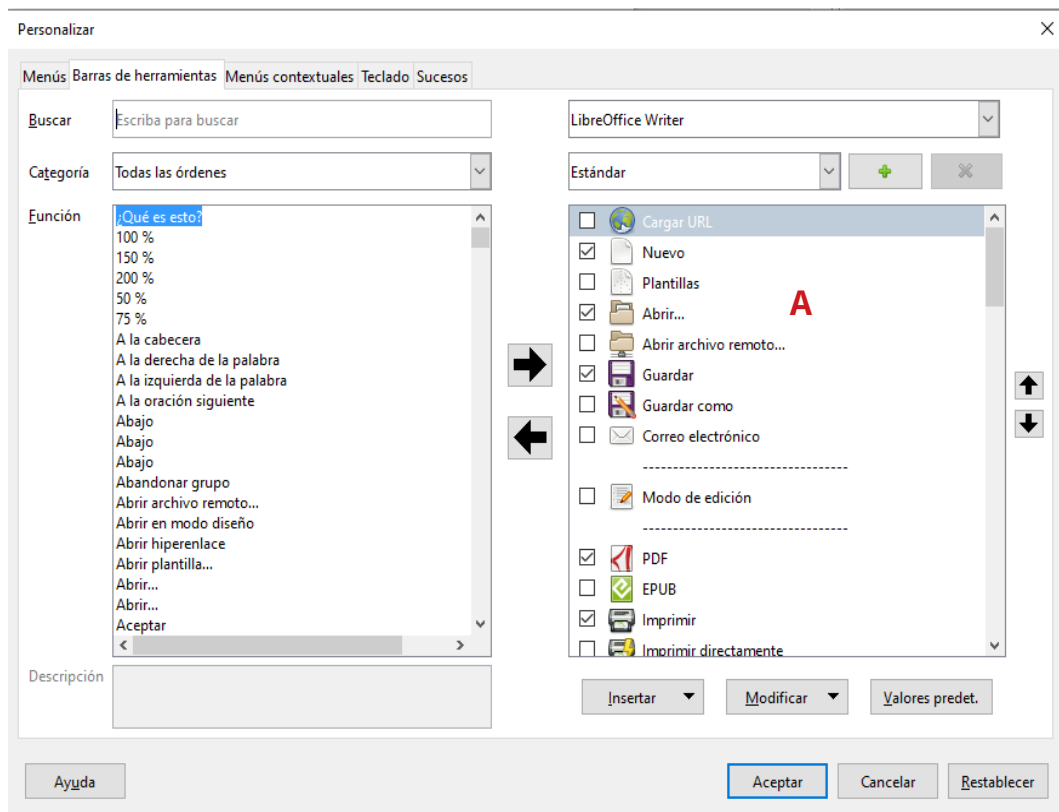 Personalizar
Menús Barras de herramientas Menús contextuales Teclado Sucesos
Buscar Escriba para buscar
LibreOffice Writer
Categoría Todas las órdenes
Estándar
Función
¿Qué es esto?
100 %
150 %
200 %
50 %
75 %
A la cabecera
A la derecha de la palabra
A la izquierda de la palabra
A la oración siguiente
Abajo
Abajo
Abajo
Abandonar grupo
Abrir archivo remoto...
Abrir en modo diseño
Abrir hiperenlace
Abrir plantilla...
Abrir...
Abrir...
Aceptar
Cargar URL
Nuevo
Plantillas
A
Abrir...
Abrir archivo remoto...
Guardar
Guardar como
Correo electrónico
----------------------------------
Modo de edición
----------------------------------
PDF
EPUB
Imprimir
Imprimir directamente
Descripción
Insertar Modificar Valores predet.
Ayuda Aceptar Cancelar Restablecer